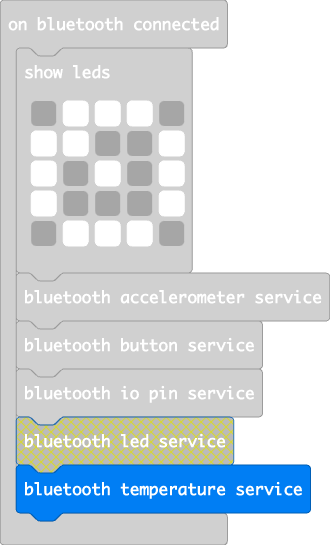 on bluetooth connected
show leds
bluetooth accelerometer service
bluetooth button service
bluetooth io pin service
bluetooth led service
bluetooth temperature service